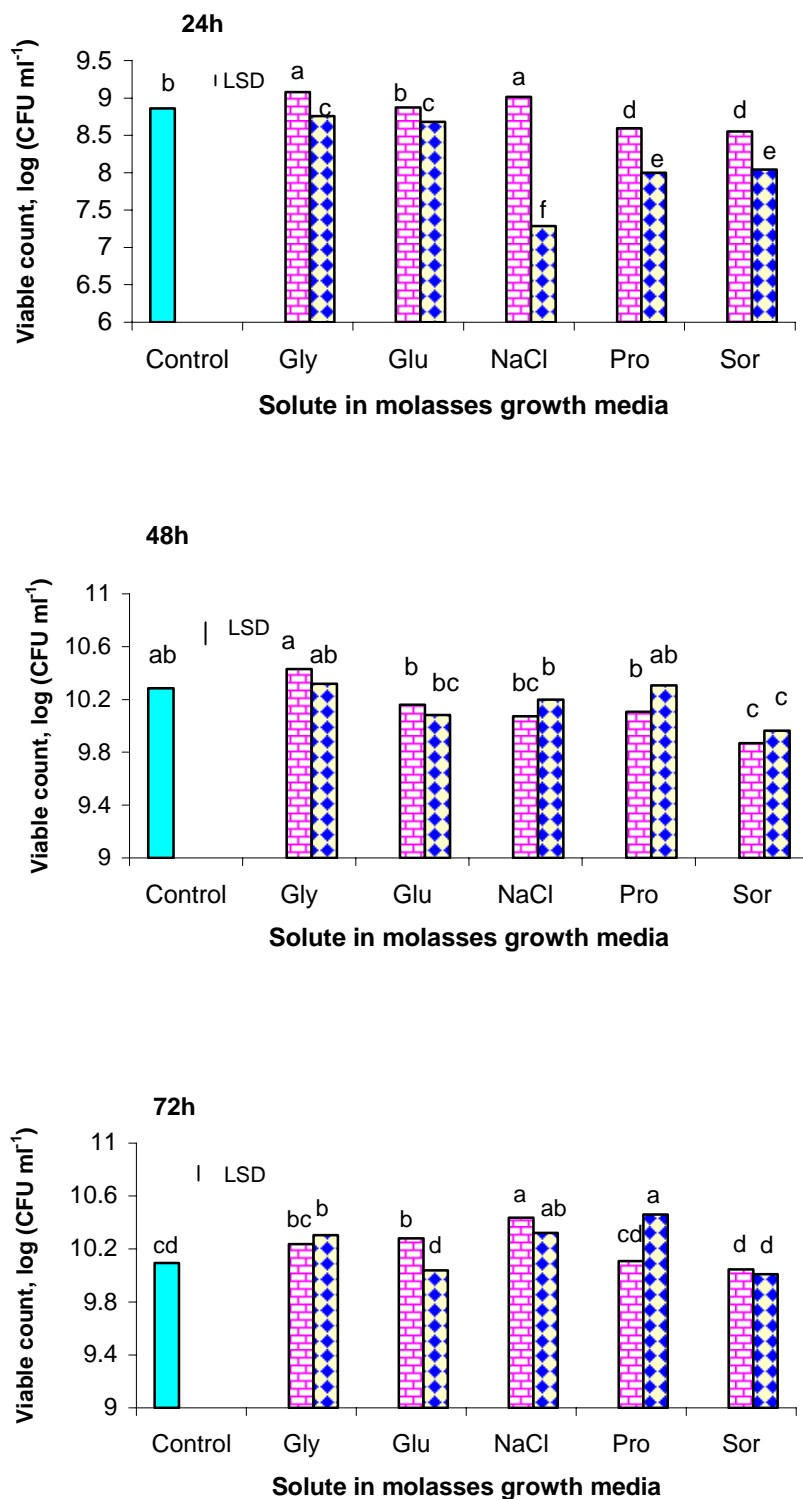 24h
Viable count, log (CFU ml⁻¹)
9.5
9
8.5
8
7.5
7
6.5
6
b
LSD
a
c
b
c
a
f
d
e
d
e
Control Gly Glu NaCl Pro Sor
Solute in molasses growth media
48h
Viable count, log (CFU ml⁻¹)
11
10.6
10.2
9.8
9.4
9
ab
LSD
a
ab
b
bc
bc
b
b
ab
c
c
Control Gly Glu NaCl Pro Sor
Solute in molasses growth media
72h
Viable count, log (CFU ml⁻¹)
11
10.6
10.2
9.8
9.4
9
cd
LSD
bc
b
b
d
a
ab
cd
a
d
d
Control Gly Glu NaCl Pro Sor
Solute in molasses growth media